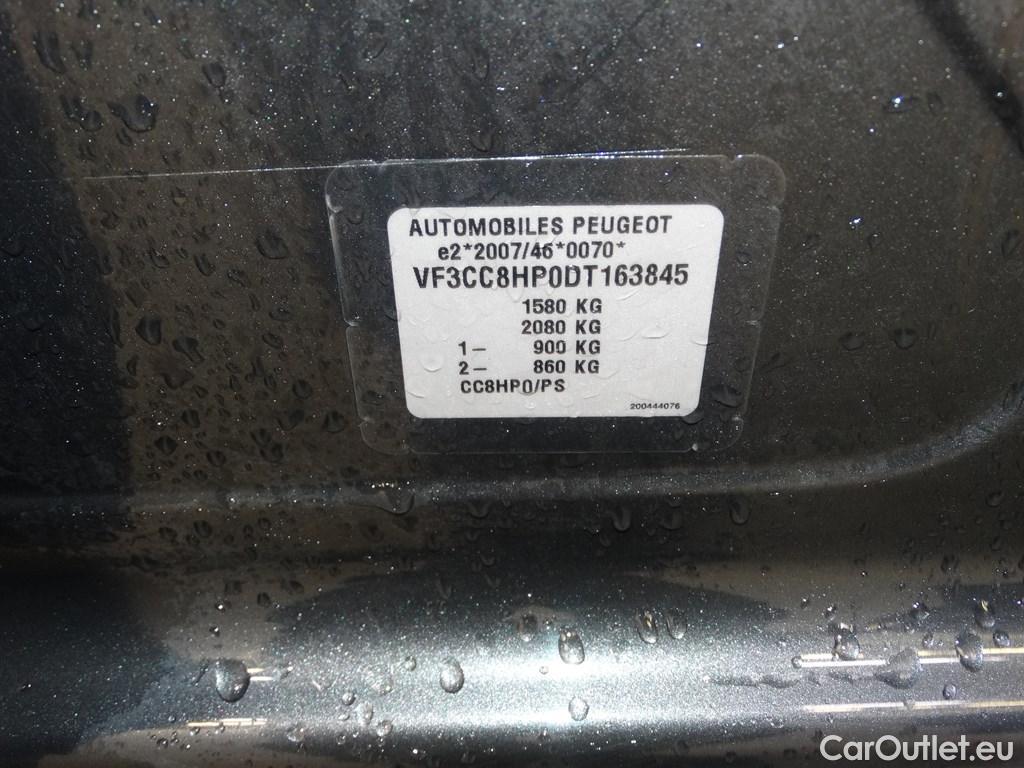 AUTOMOBILES PEUGEOT
e2*2007/46*0070*
VF3CC8HP0DT163845
1580 KG
2080 KG
1- 900 KG
2- 860 KG
CC8HP0/PS
200444076
CarOutlet.eu